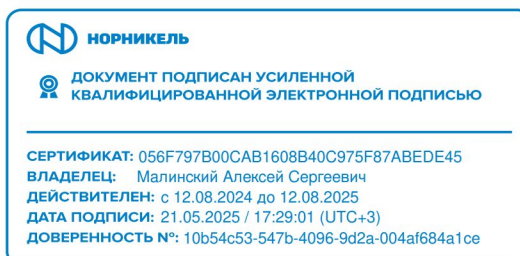 НОРНИКЕЛЬ
ДОКУМЕНТ ПОДПИСАН УСИЛЕННОЙ
КВАЛИФИЦИРОВАННОЙ ЭЛЕКТРОННОЙ ПОДПИСЬЮ
СЕРТИФИКАТ: 056F797B00CAB1608B40C975F87ABEDE45
ВЛАДЕЛЕЦ: Малинский Алексей Сергеевич
ДЕЙСТВИТЕЛЕН: с 12.08.2024 до 12.08.2025
ДАТА ПОДПИСИ: 21.05.2025 / 17:29:01 (UTC+3)
ДОВЕРЕННОСТЬ №: 10b54c53-547b-4096-9d2a-004af684a1ce